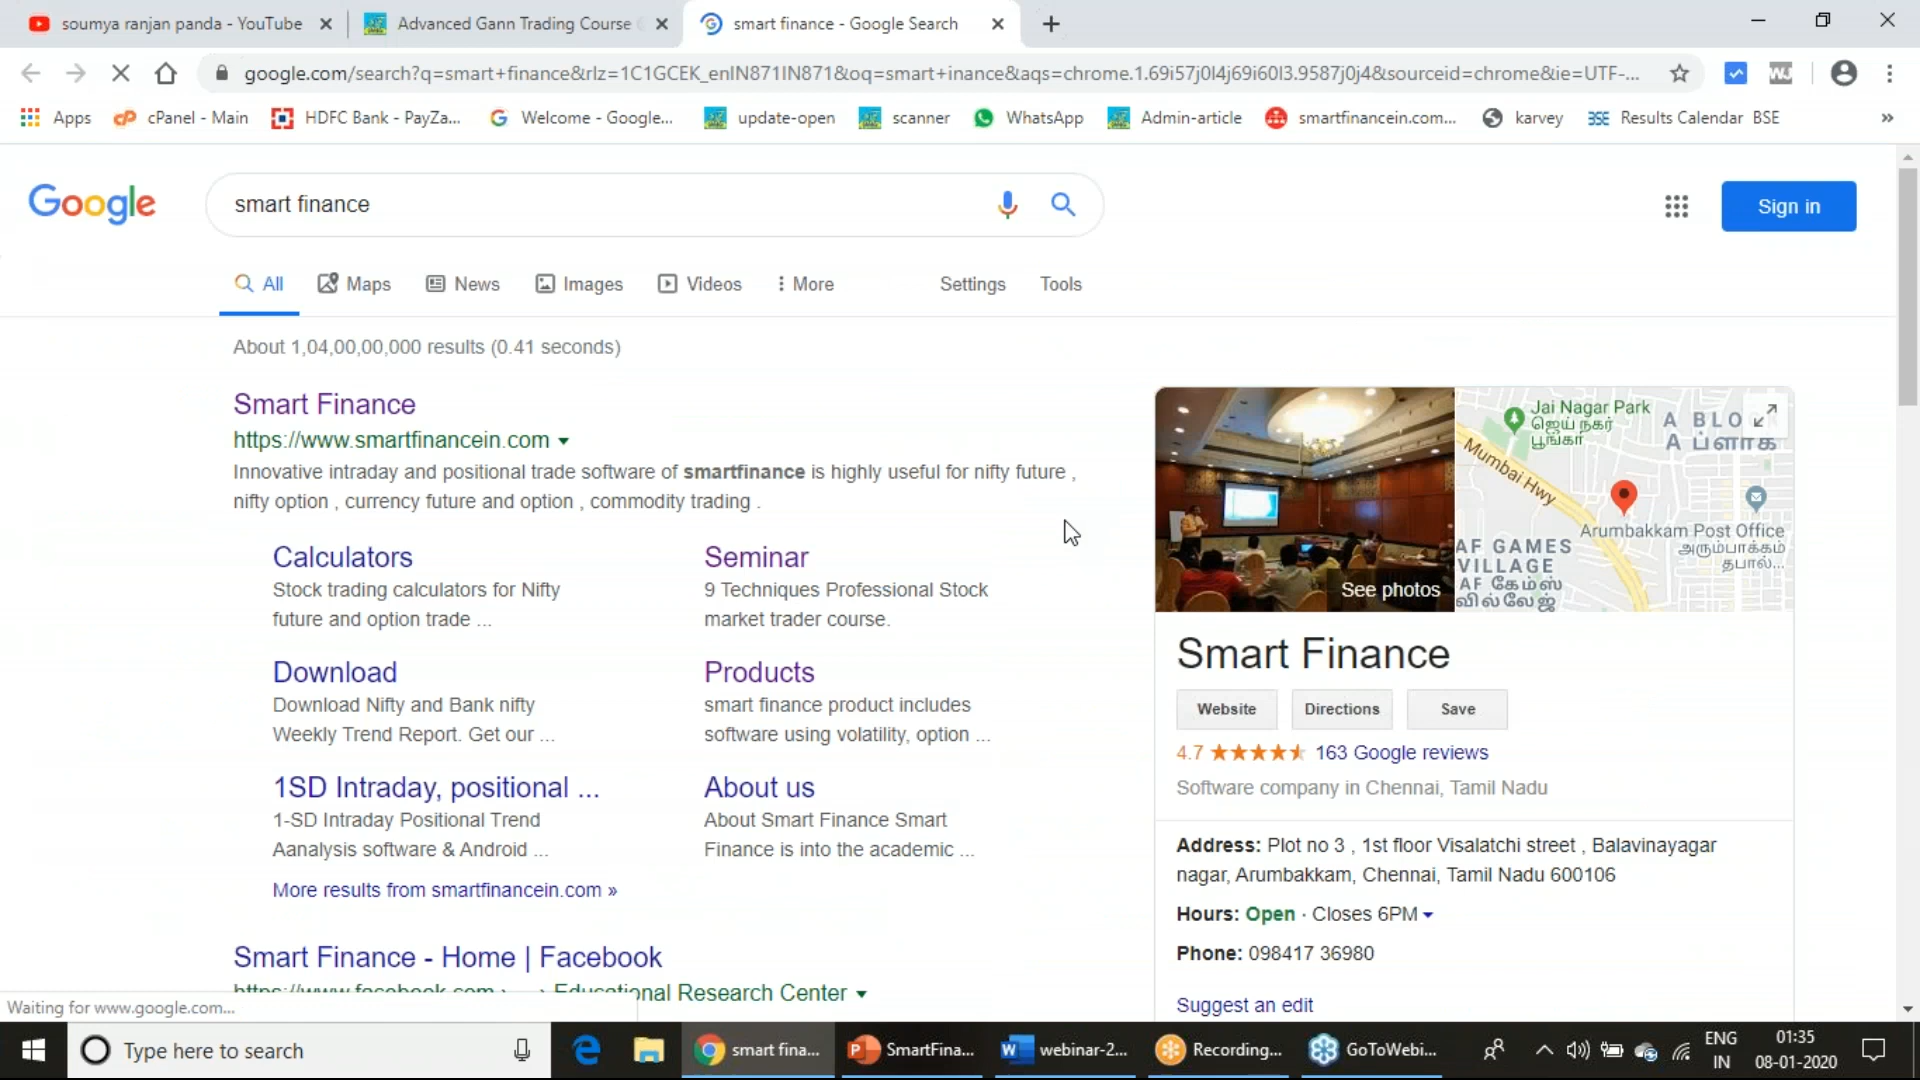 soumya ranjan panda - YouTube
Advanced Gann Trading Course
smart finance - Google Search
google.com/search?q=smart+finance&rlz=1C1GCEK_enIN871IN871&oq=smart+inance&aqs=chrome.1.69i57j0l4j69i60l3.9587j0j4&sourceid=chrome&ie=UTF-...
Apps
cPanel - Main
HDFC Bank - PayZa...
Welcome - Google...
update-open
scanner
WhatsApp
Admin-article
smartfinancein.com...
karvey
BSE Results Calendar BSE
»
Google
smart finance
Sign in
All
Maps
News
Images
Videos
More
Settings
Tools
About 1,04,00,00,000 results (0.41 seconds)
Smart Finance
https://www.smartfinancein.com
Innovative intraday and positional trade software of smartfinance is highly useful for nifty future ,
nifty option , currency future and option , commodity trading .
Calculators
Stock trading calculators for Nifty
future and option trade ...
Seminar
9 Techniques Professional Stock
market trader course.
Download
Download Nifty and Bank nifty
Weekly Trend Report. Get our ...
Products
smart finance product includes
software using volatility, option ...
1SD Intraday, positional ...
1-SD Intraday Positional Trend
Aanalysis software & Android ...
About us
About Smart Finance Smart
Finance is into the academic ...
More results from smartfinancein.com »
Smart Finance - Home | Facebook
https://www.facebook.com › ... › Educational Research Center
Waiting for www.google.com...
See photos
Jai Nagar Park
ஜெய் நகர்
பூங்கா
A BLO
A ப்ளாக்
Mumbai Hwy
Arumbakkam Post Office
அரும்பாக்கம்
தபால்...
AF GAMES
VILLAGE
AF கேம்ஸ்
வில்லேஜ்
Smart Finance
Website
Directions
Save
4.7 163 Google reviews
Software company in Chennai, Tamil Nadu
Address: Plot no 3 , 1st floor Visalatchi street , Balavinayagar
nagar, Arumbakkam, Chennai, Tamil Nadu 600106
Hours: Open · Closes 6PM
Phone: 098417 36980
Suggest an edit
Type here to search
smart fina...
SmartFina...
webinar-2...
Recording...
GoToWebi...
ENG
IN
01:35
08-01-2020